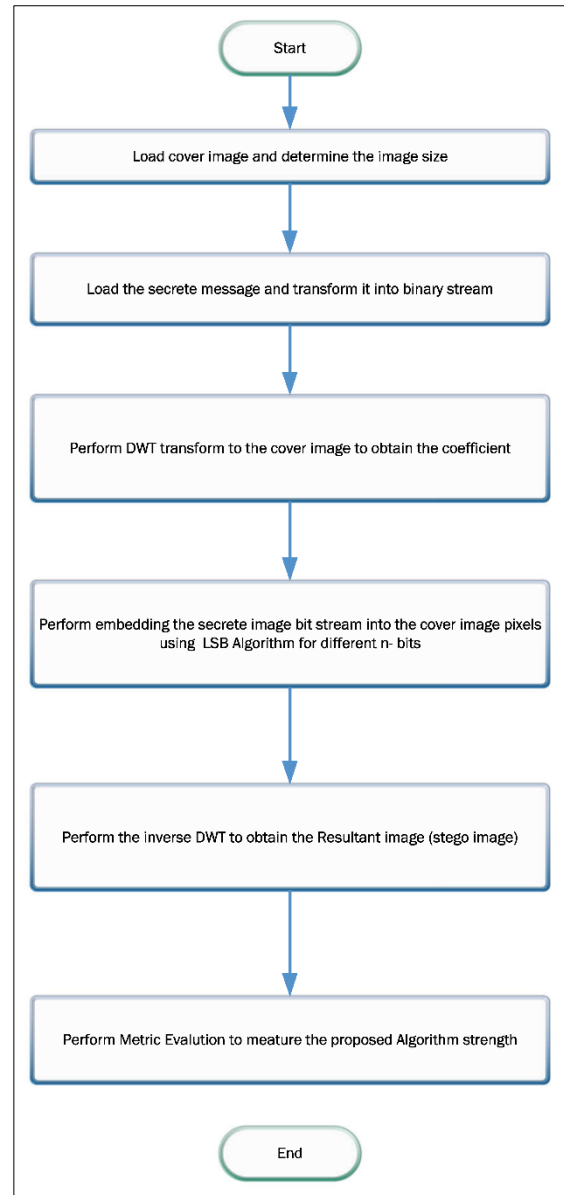 Start
Load cover image and determine the image size
Load the secrete message and transform it into binary stream
Perform DWT transform to the cover image to obtain the coefficient
Perform embedding the secrete image bit stream into the cover image pixels
using LSB Algorithm for different n- bits
Perform the inverse DWT to obtain the Resultant image (stego image)
Perform Metric Evalution to meature the proposed Algorithm strength
End